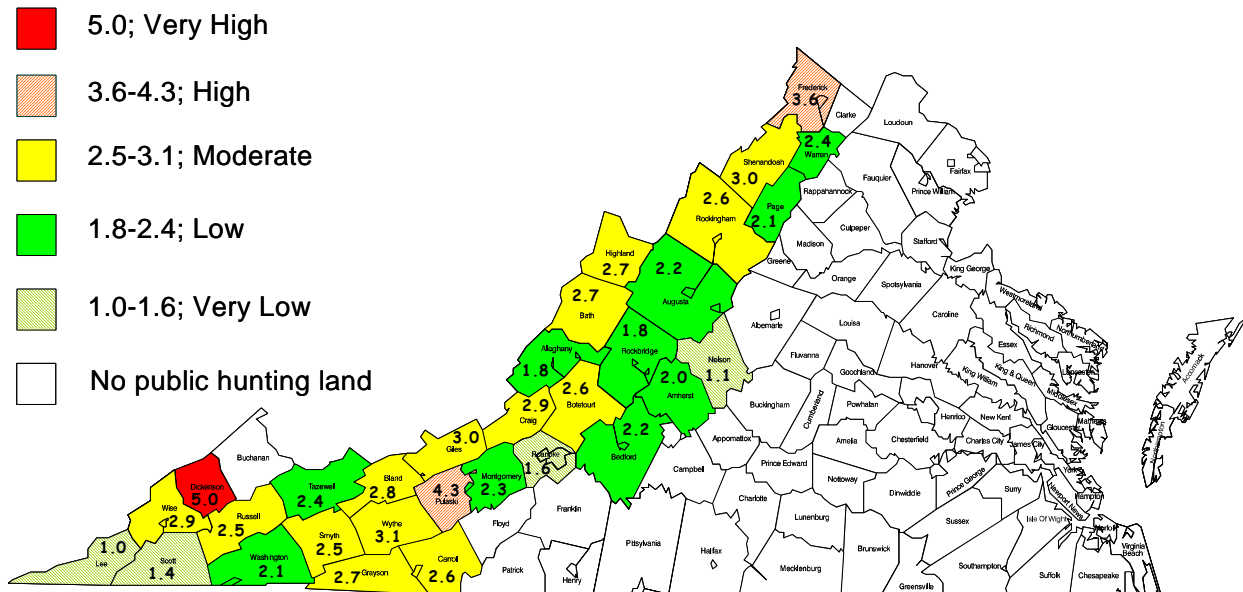 5.0; Very High
3.6-4.3; High
2.5-3.1; Moderate
1.8-2.4; Low
1.0-1.6; Very Low
No public hunting land
Frederick
3.6
Clarke
Loudoun
2.4
Warren
Fairfax
Shenandoah
3.0
Fauquier
Prince William
Rappahannock
2.6
Rockingham
Page
2.1
Culpeper
Stafford
Madison
Highland
2.7
Greene
King George
2.2
Augusta
Orange
Spotsylvania
Westmoreland
2.7
Bath
Caroline
Richmond
Northumberland
Albemarle
Louisa
Essex
1.8
Rockbridge
Alleghany
1.8
Nelson
1.1
Fluvanna
Goochland
Hanover
King William
King & Queen
Lancaster
Accomack
2.0
Amherst
2.6
Botetourt
2.9
Craig
Buckingham
Cumberland
Powhatan
Middlesex
Henrico
New Kent
Gloucester
Mathews
Northampton
3.0
Giles
2.2
Bedford
Appomattox
Amelia
Chesterfield
Charles City
James City
Roanoke
1.6
Campbell
Prince Edward
York
Buchanan
Dickenson
5.0
Tazewell
2.4
Bland
2.8
4.3
Pulaski
Montgomery
2.3
Charlotte
Nottoway
Dinwiddie
Prince George
Surry
Newport News
Hampton
Wise
2.9
Russell
2.5
Wythe
3.1
Floyd
Franklin
Lunenburg
Sussex
Isle Of Wight
Norfolk
Smyth
2.5
Pittsylvania
Halifax
Brunswick
Virginia
Beach
1.0
Lee
Scott
1.4
Washington
2.1
2.7
Grayson
Carroll
2.6
Patrick
Henry
Mecklenburg
Greensville
Southampton
Suffolk
Chesapeake